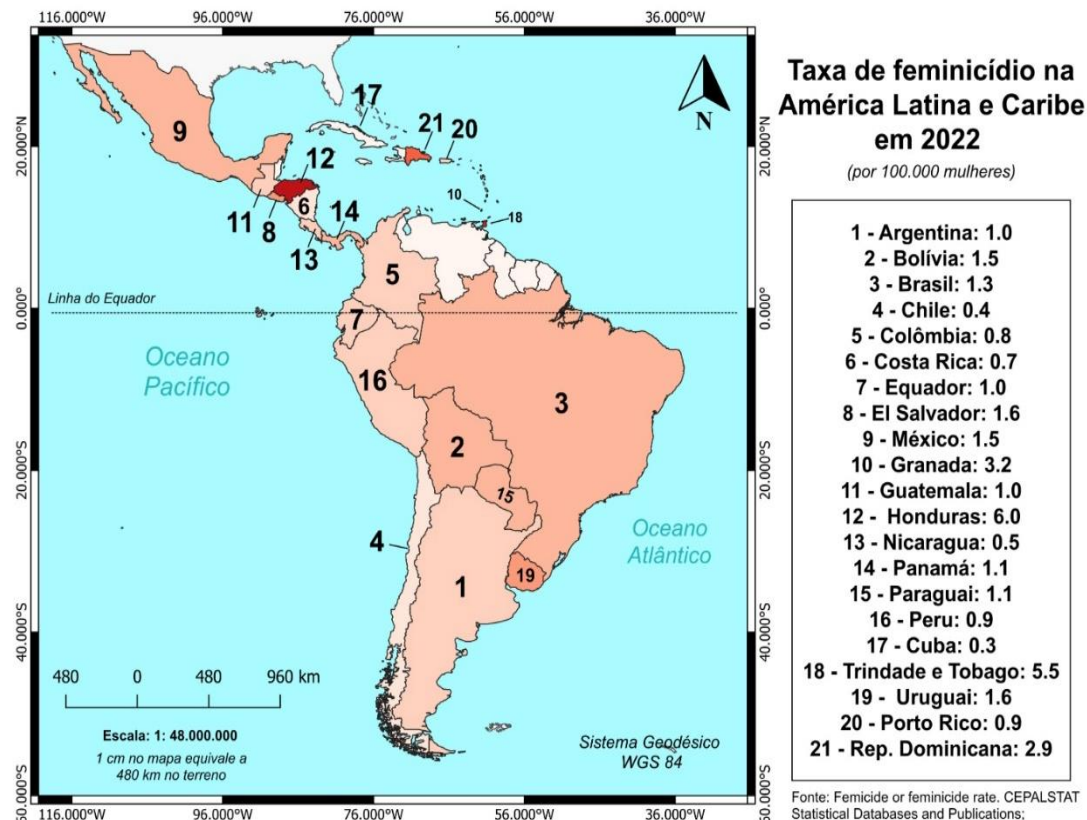 116.000°W 96.000°W 76.000°W 56.000°W 36.000°W
20.000°N
0.000°
20.000°S
40.000°S
60.000°S
20.000°N
0.000°
20.000°S
40.000°S
60.000°S
9
17
21
20
12
11
8
6
14
13
10
18
5
Linha do Equador
7
Oceano
Pacífico
16
3
2
15
4
Oceano
Atlântico
19
1
480 0 480 960 km
Escala: 1: 48.000.000
1 cm no mapa equivale a
480 km no terreno
Sistema Geodésico
WGS 84
N
116.000°W 96.000°W 76.000°W 56.000°W 36.000°W
Taxa de feminicídio na
América Latina e Caribe
em 2022
(por 100.000 mulheres)
1 - Argentina: 1.0
2 - Bolívia: 1.5
3 - Brasil: 1.3
4 - Chile: 0.4
5 - Colômbia: 0.8
6 - Costa Rica: 0.7
7 - Equador: 1.0
8 - El Salvador: 1.6
9 - México: 1.5
10 - Granada: 3.2
11 - Guatemala: 1.0
12 - Honduras: 6.0
13 - Nicaragua: 0.5
14 - Panamá: 1.1
15 - Paraguai: 1.1
16 - Peru: 0.9
17 - Cuba: 0.3
18 - Trindade e Tobago: 5.5
19 - Uruguai: 1.6
20 - Porto Rico: 0.9
21 - Rep. Dominicana: 2.9
Fonte: Femicide or feminicide rate. CEPALSTAT
Statistical Databases and Publications;